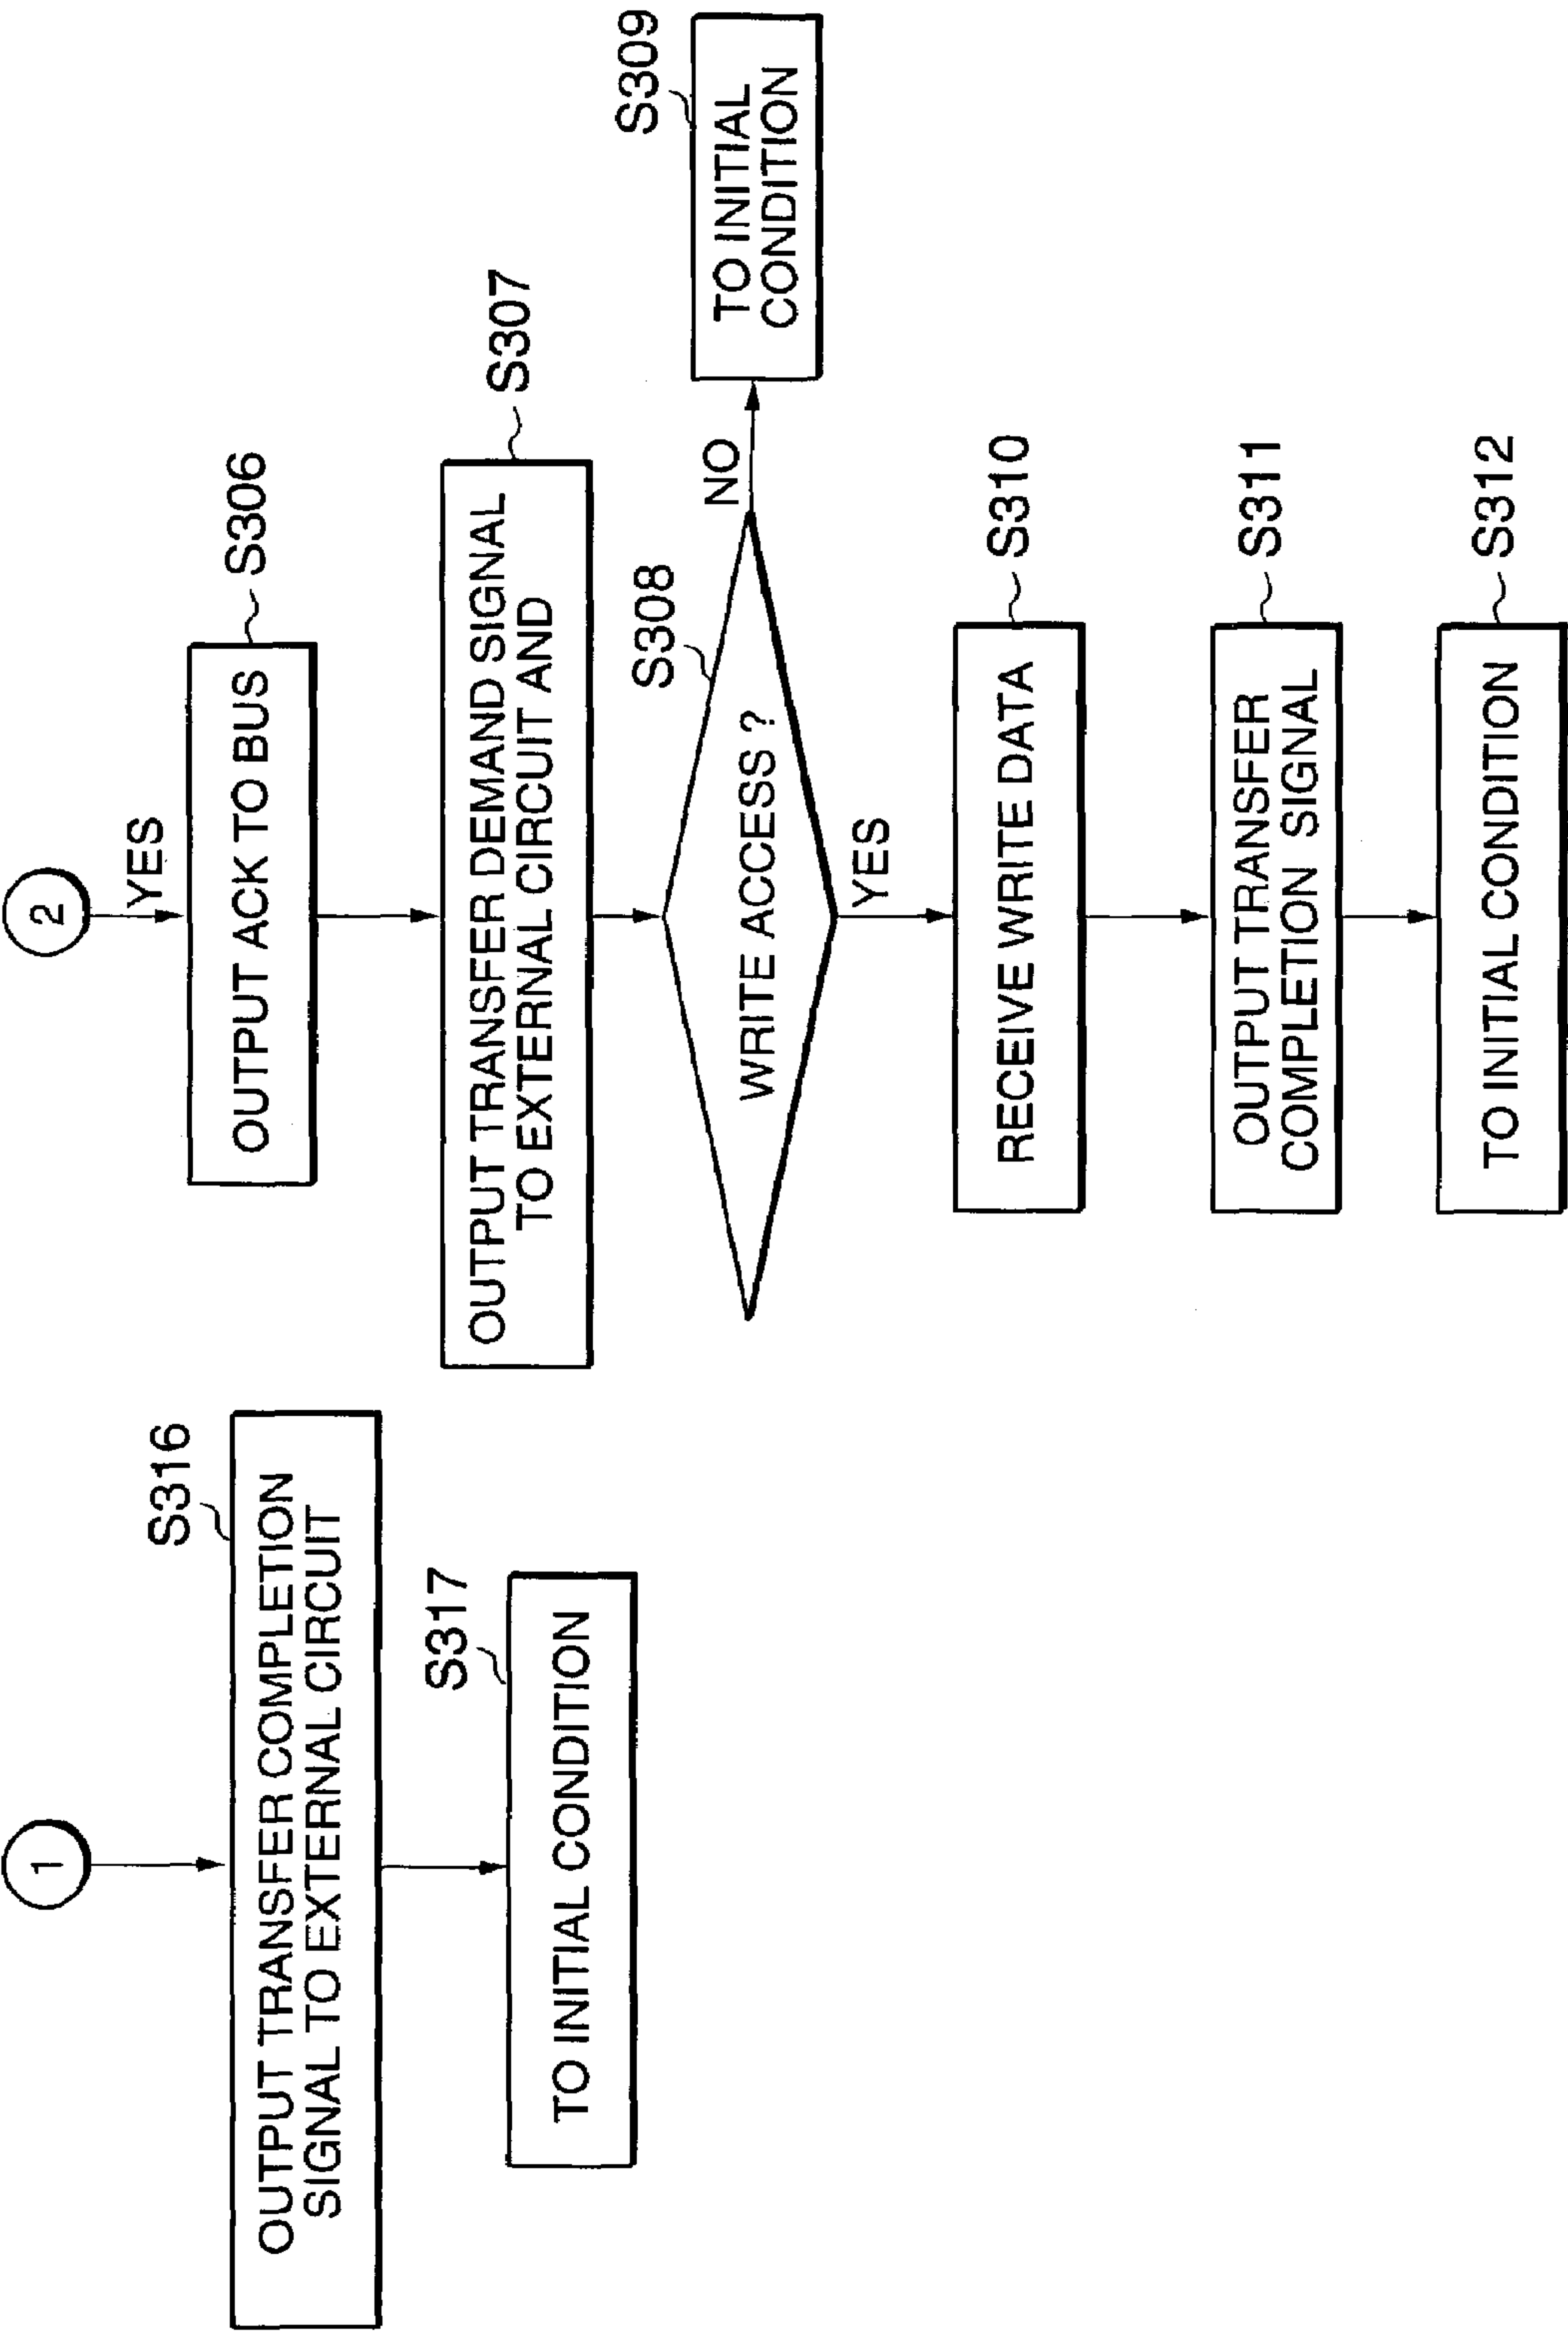 1
S316
OUTPUT TRANSFER COMPLETION
SIGNAL TO EXTERNAL CIRCUIT
S317
TO INITIAL CONDITION
2
YES
S306
OUTPUT ACK TO BUS
S307
OUTPUT TRANSFER DEMAND SIGNAL
TO EXTERNAL CIRCUIT AND
S308
WRITE ACCESS ?
NO
S309
TO INITIAL
CONDITION
YES
S310
RECEIVE WRITE DATA
S311
OUTPUT TRANSFER
COMPLETION SIGNAL
S312
TO INITIAL CONDITION